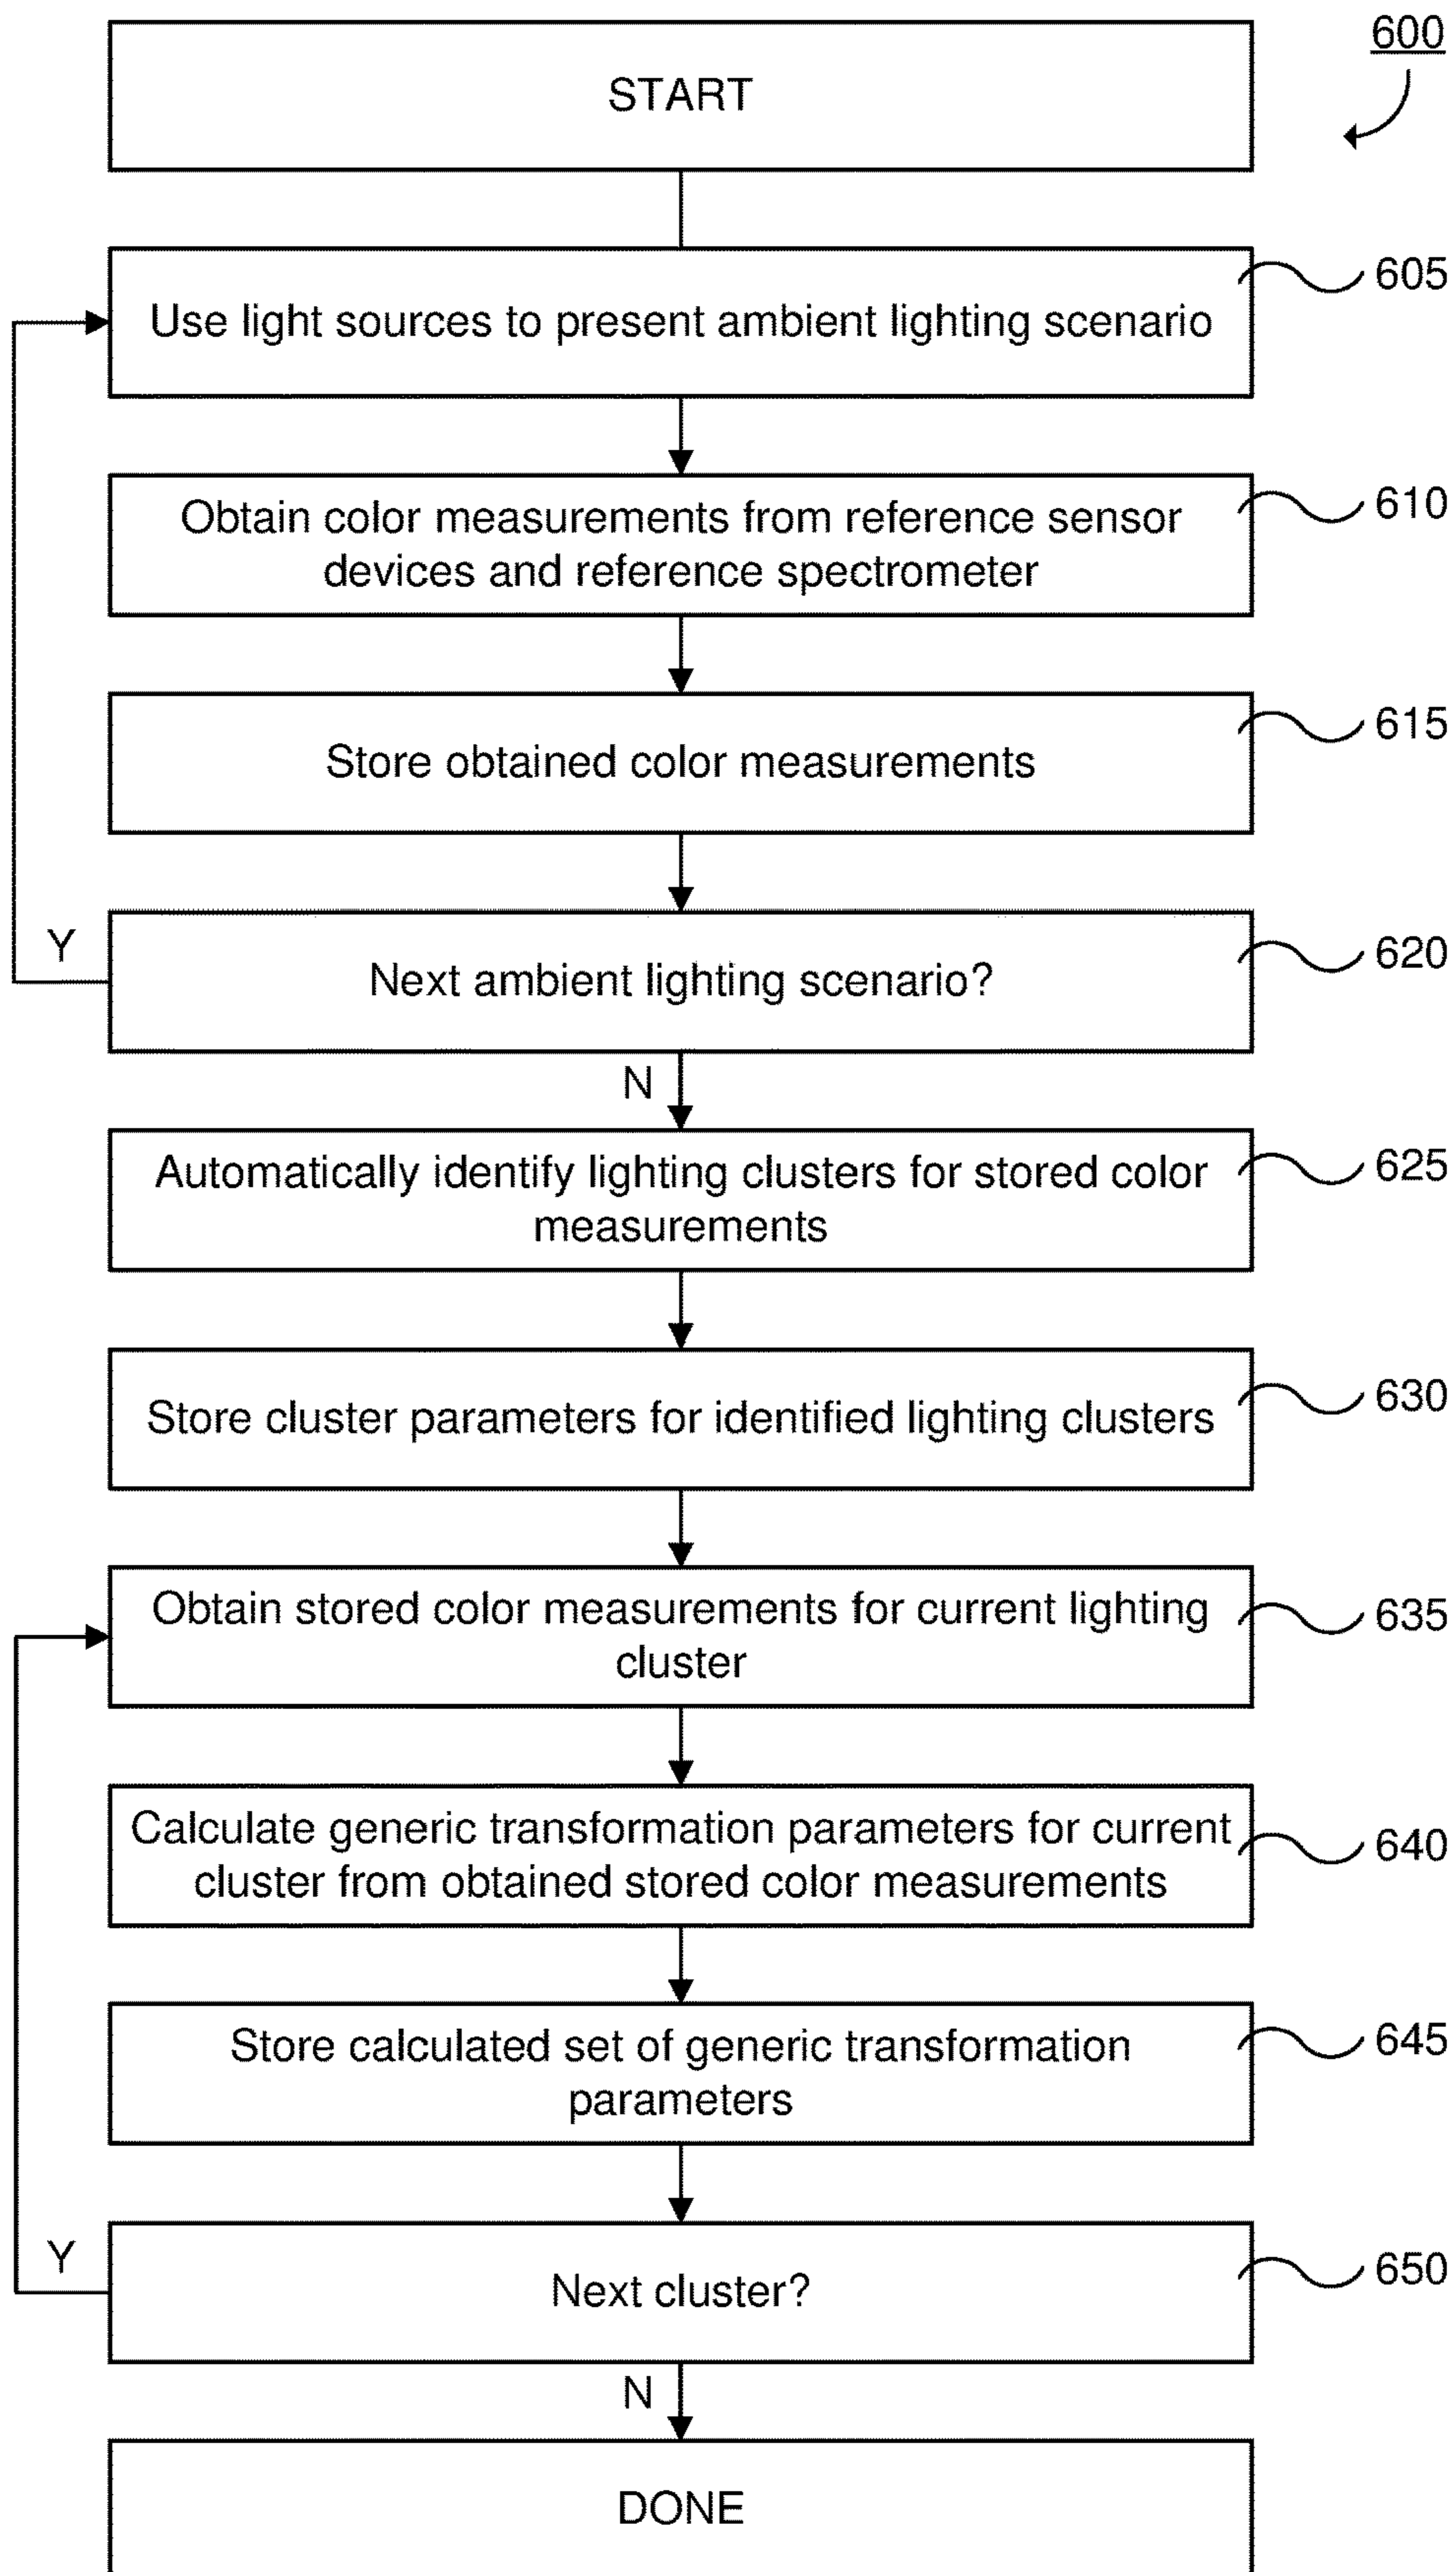 600
START
Use light sources to present ambient lighting scenario
605
Obtain color measurements from reference sensor
devices and reference spectrometer
610
Store obtained color measurements
615
Next ambient lighting scenario?
620
Y
N
Automatically identify lighting clusters for stored color
measurements
625
Store cluster parameters for identified lighting clusters
630
Obtain stored color measurements for current lighting
cluster
635
Calculate generic transformation parameters for current
cluster from obtained stored color measurements
640
Store calculated set of generic transformation
parameters
645
Next cluster?
650
Y
N
DONE